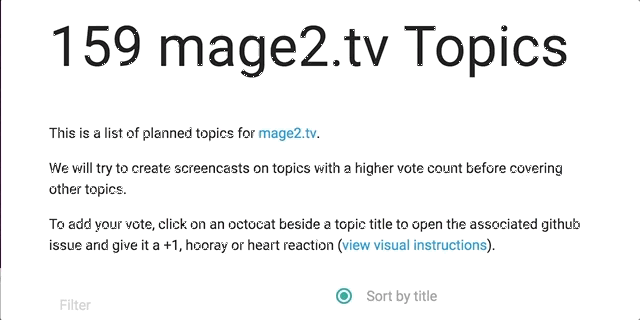 159 mage2.tv Topics
This is a list of planned topics for mage2.tv.
We will try to create screencasts on topics with a higher vote count before covering
other topics.
To add your vote, click on an octocat beside a topic title to open the associated github
issue and give it a +1, hooray or heart reaction (view visual instructions).
Filter
Sort by title